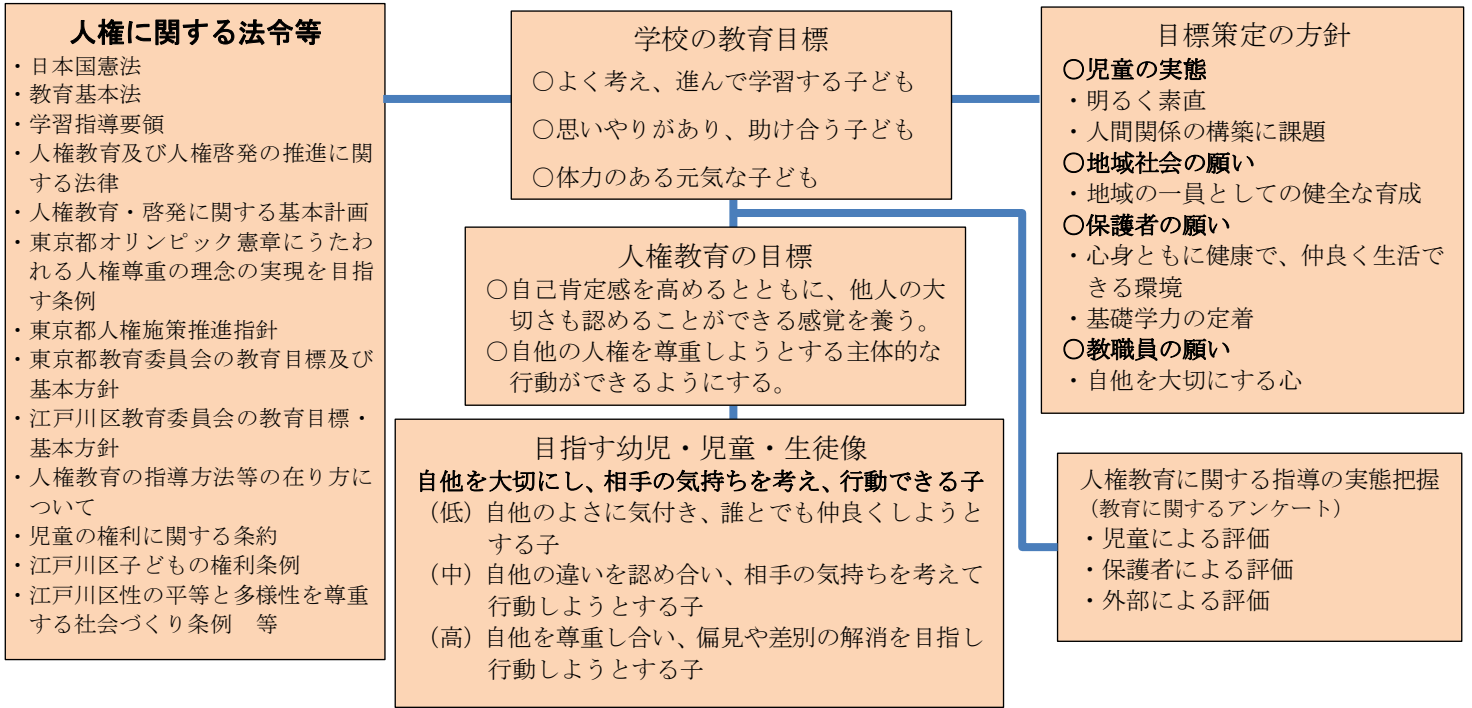 人権に関する法令等
・日本国憲法
・教育基本法
・学習指導要領
・人権教育及び人権啓発の推進に関
する法律
・人権教育・啓発に関する基本計画
・東京都オリンピック憲章にうたわ
れる人権尊重の理念の実現を目指
す条例
・東京都人権施策推進指針
・東京都教育委員会の教育目標及び
基本方針
・江戸川区教育委員会の教育目標・
基本方針
・人権教育の指導方法等の在り方に
ついて
・児童の権利に関する条約
・江戸川区子どもの権利条例
・江戸川区性の平等と多様性を尊重
する社会づくり条例　等
学校の教育目標
○よく考え、進んで学習する子ども
○思いやりがあり、助け合う子ども
○体力のある元気な子ども
人権教育の目標
○自己肯定感を高めるとともに、他人の大
切さも認めることができる感覚を養う。
○自他の人権を尊重しようとする主体的な
行動ができるようにする。
目指す幼児・児童・生徒像
自他を大切にし、相手の気持ちを考え、行動できる子
（低）自他のよさに気付き、誰とでも仲良くしようと
する子
（中）自他の違いを認め合い、相手の気持ちを考えて
行動しようとする子
（高）自他を尊重し合い、偏見や差別の解消を目指し
行動しようとする子
目標策定の方針
○児童の実態
・明るく素直
・人間関係の構築に課題
○地域社会の願い
・地域の一員としての健全な育成
○保護者の願い
・心身ともに健康で、仲良く生活で
きる環境
・基礎学力の定着
○教職員の願い
・自他を大切にする心
人権教育に関する指導の実態把握
（教育に関するアンケート）
・児童による評価
・保護者による評価
・外部による評価